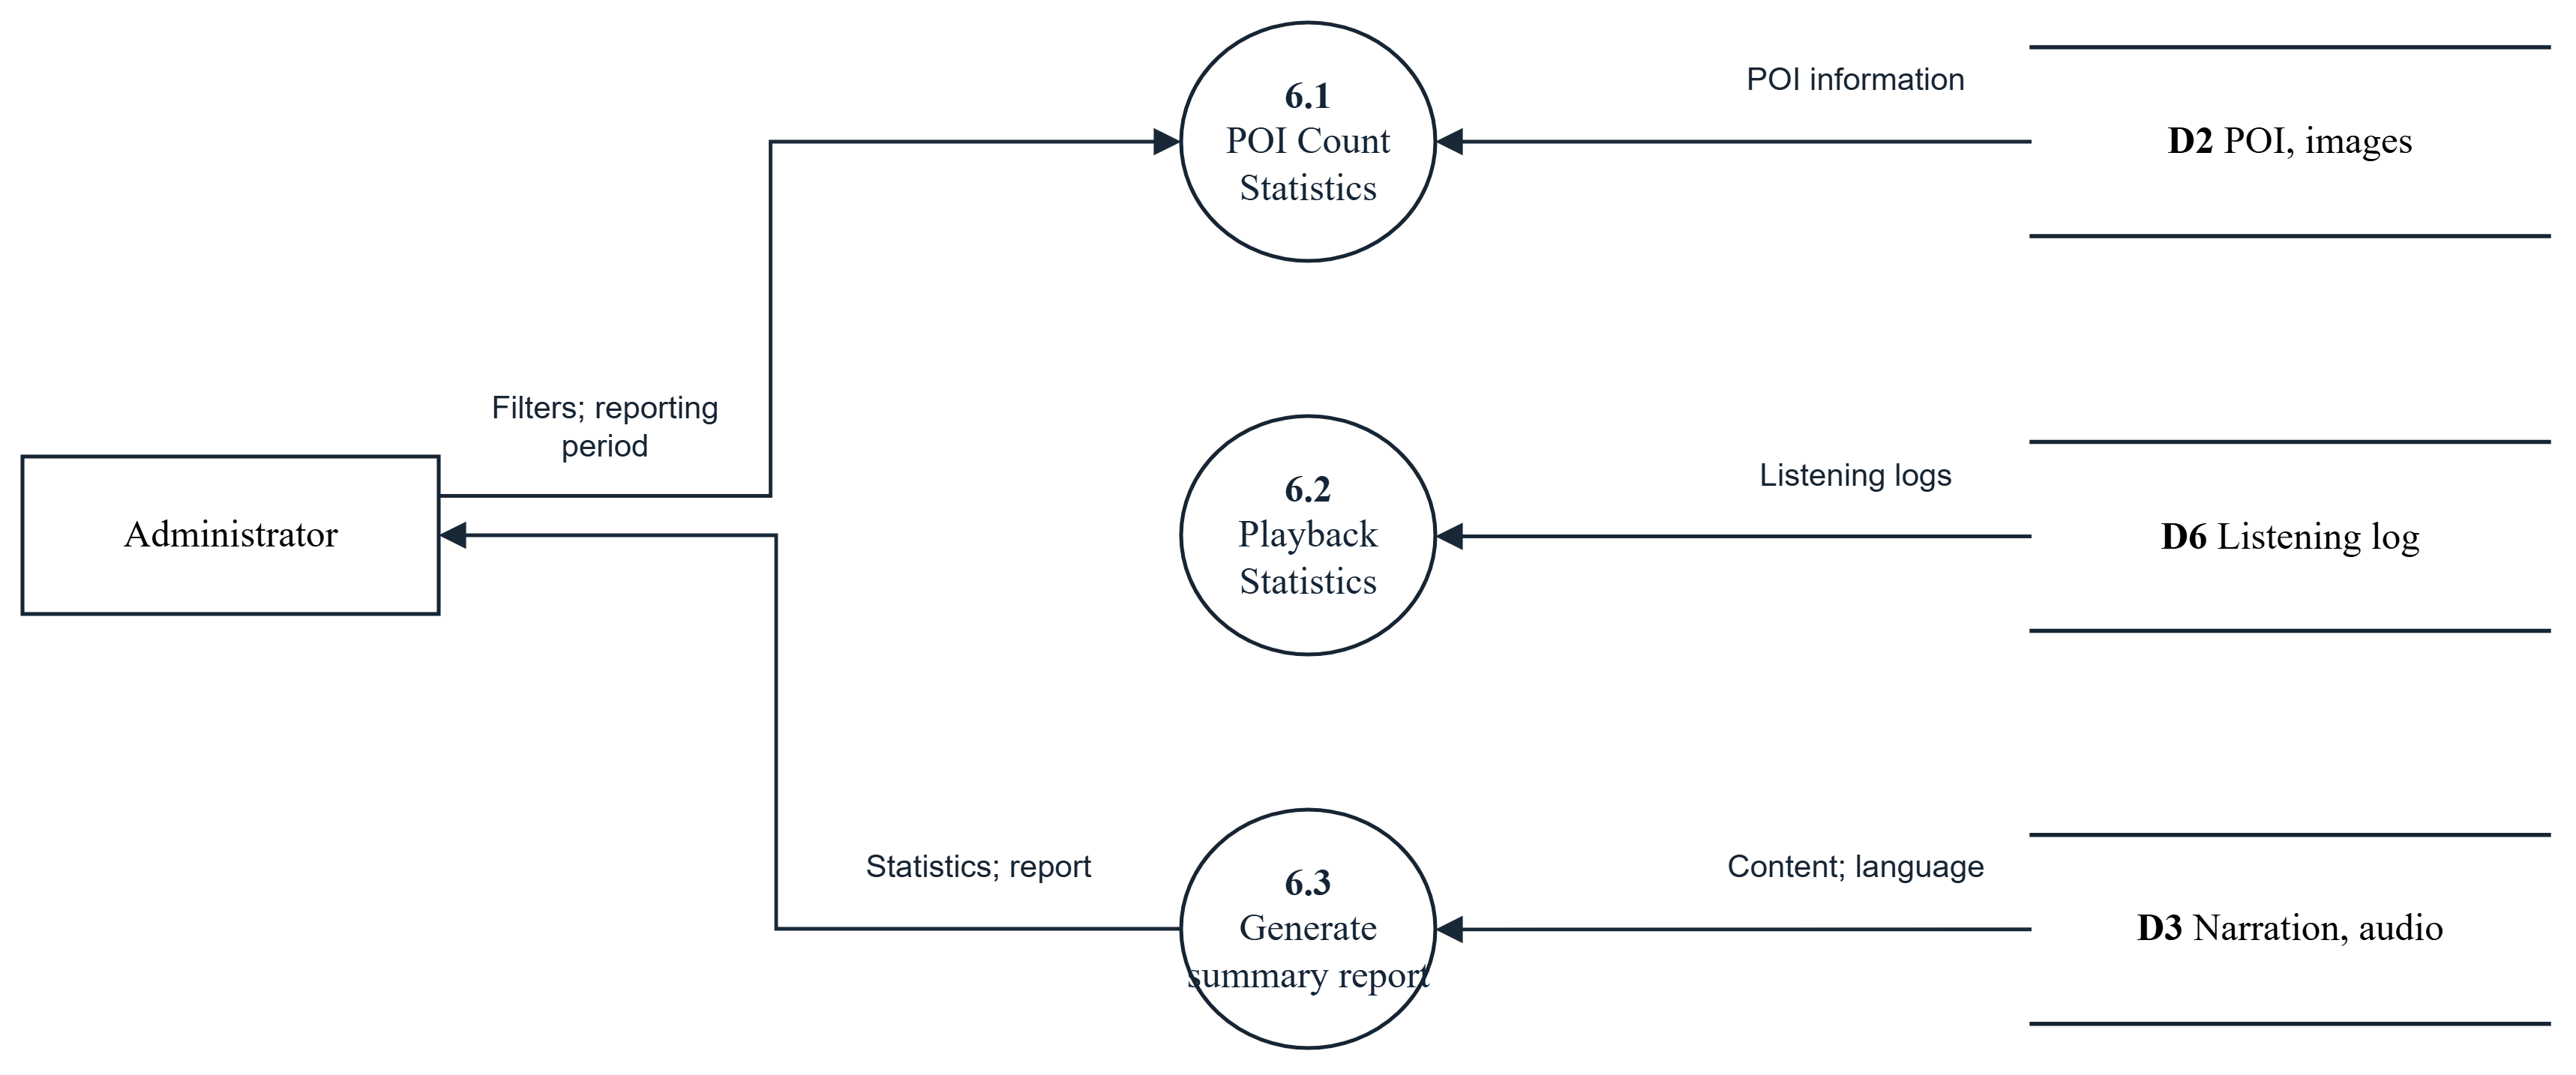 6.1
POI Count
Statistics
POI information
D2 POI, images
Filters; reporting
period
Administrator
6.2
Playback
Statistics
Listening logs
D6 Listening log
Statistics; report
6.3
Generate
summary report
Content; language
D3 Narration, audio